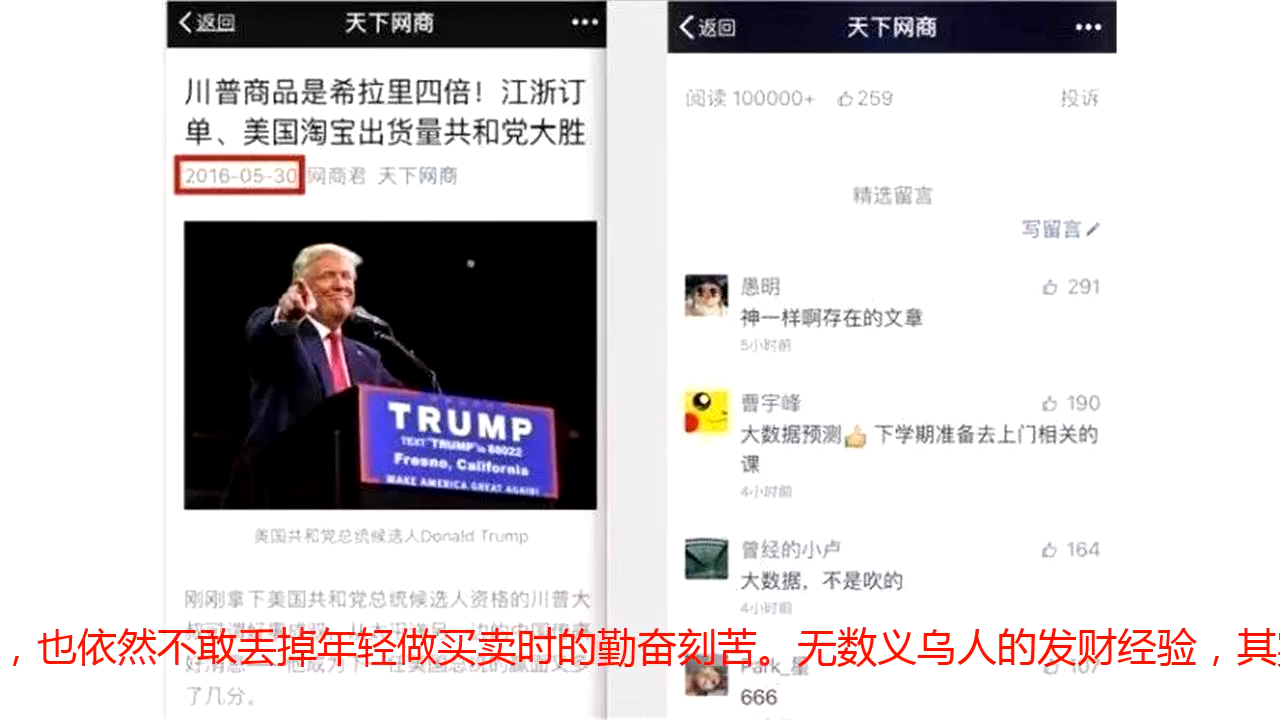 返回
天下网商
川普商品是希拉里四倍！江浙订
单、美国淘宝出货量共和党大胜
2016-05-30 网商君 天下网商
TRUMP
TEXT "TRUMP" to 88022
Fresno, California
MAKE AMERICA GREAT AGAIN!
美国共和党总统候选人Donald Trump
刚刚拿下美国共和党总统候选人资格的川普大
了几分。
返回
天下网商
阅读 100000+ 259 投诉
精选留言
写留言
愚明 291
神一样啊存在的文章
5小时前
曹宇峰 190
大数据预测👍 下学期准备去上门相关的
课
4小时前
曾经的小卢 164
大数据，不是吹的
4小时前
，也依然不敢丢掉年轻做买卖时的勤奋刻苦。无数义乌人的发财经验，其
Park_星
666